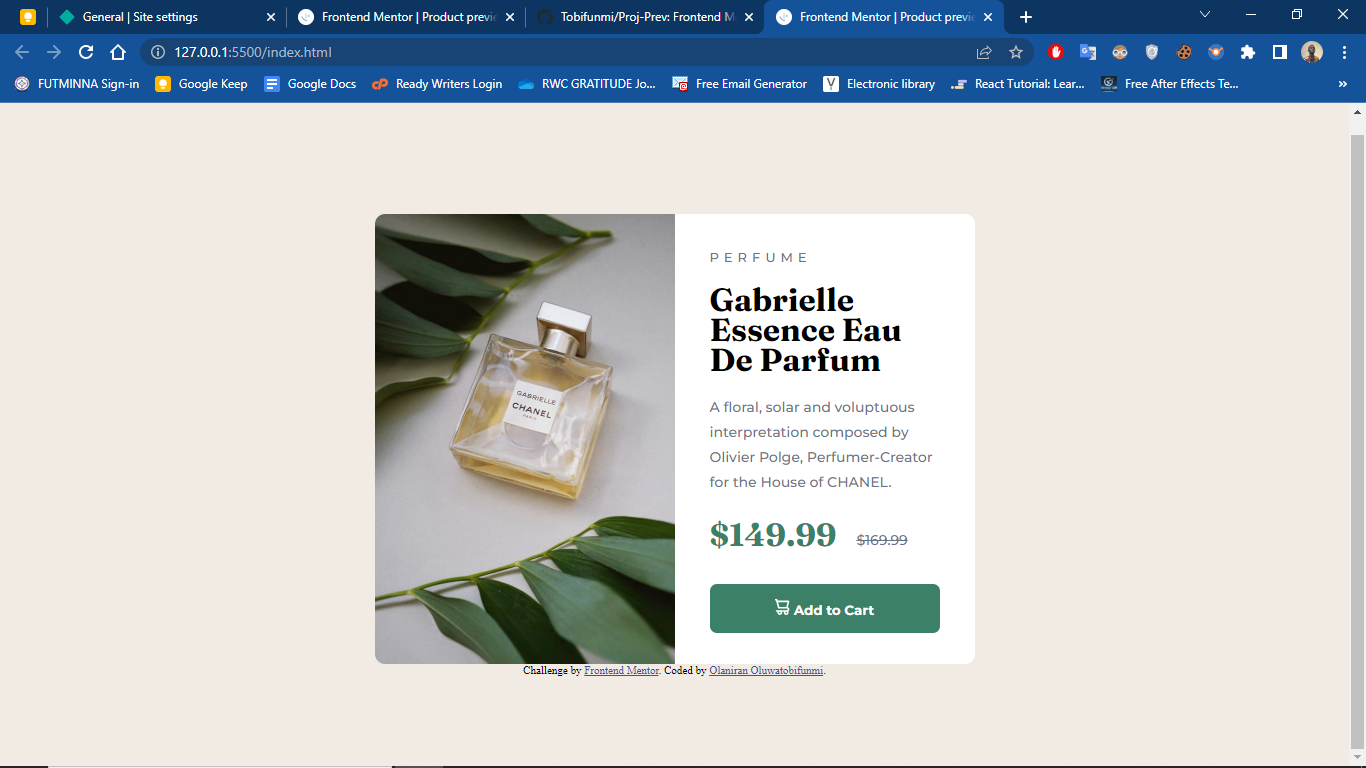 General | Site settings
Frontend Mentor | Product previe
Tobifunmi/Proj-Prev: Frontend M
Frontend Mentor | Product previe
127.0.0.1:5500/index.html
FUTMINNA Sign-in
Google Keep
Google Docs
Ready Writers Login
RWC GRATITUDE Jo...
Free Email Generator
Electronic library
React Tutorial: Lear...
Free After Effects Te...
GABRIELLE
CHANEL
PARIS
PERFUME
Gabrielle
Essence Eau
De Parfum
A floral, solar and voluptuous
interpretation composed by
Olivier Polge, Perfumer-Creator
for the House of CHANEL.
$149.99 $169.99
Add to Cart
Challenge by Frontend Mentor. Coded by Olaniran Oluwatobifunmi.